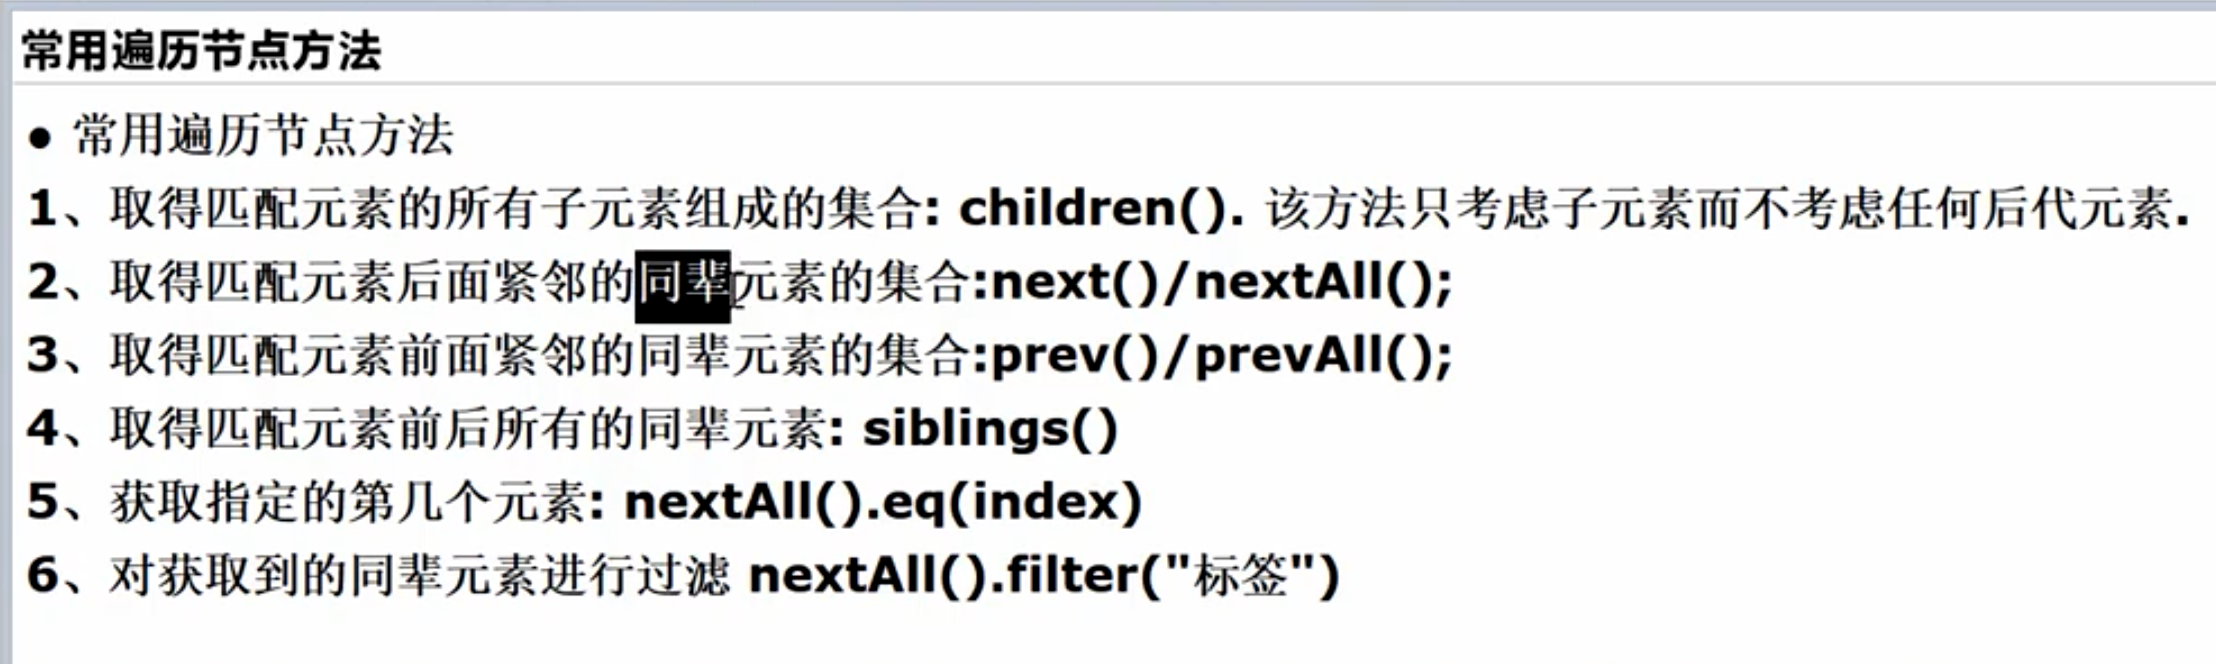 常用遍历节点方法
● 常用遍历节点方法
1、取得匹配元素的所有子元素组成的集合: children(). 该方法只考虑子元素而不考虑任何后代元素.
2、取得匹配元素后面紧邻的同辈元素的集合:next()/nextAll();
3、取得匹配元素前面紧邻的同辈元素的集合:prev()/prevAll();
4、取得匹配元素前后所有的同辈元素: siblings()
5、获取指定的第几个元素: nextAll().eq(index)
6、对获取到的同辈元素进行过滤 nextAll().filter("标签")